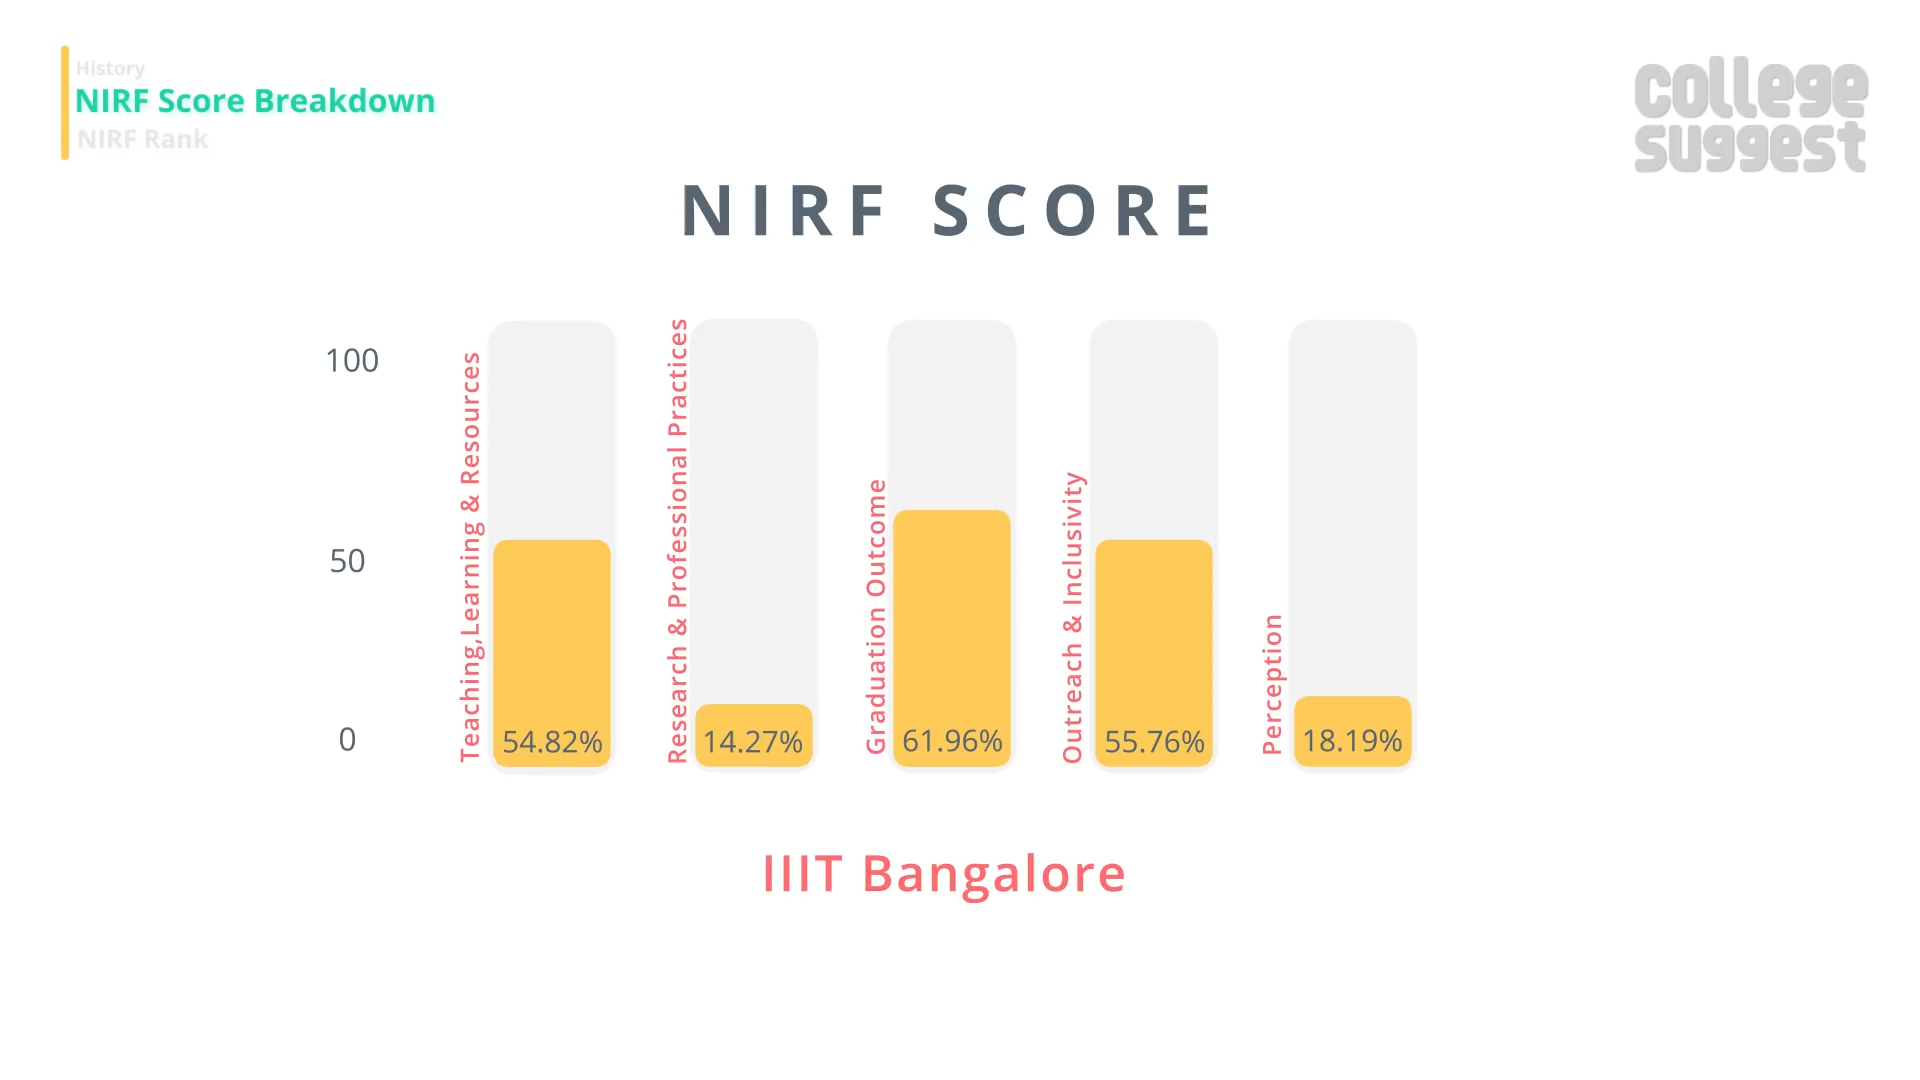 History
NIRF Score Breakdown
NIRF Rank
college
suggest
NIRF SCORE
100
50
0
Teaching,Learning & Resources
54.82%
Research & Professional Practices
14.27%
Graduation Outcome
61.96%
Outreach & Inclusivity
55.76%
Perception
18.19%
IIIT Bangalore